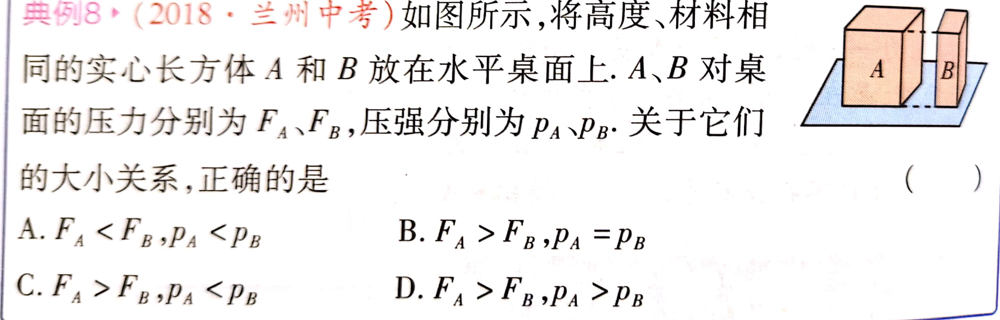 典例8 (2018·兰州中考)如图所示,将高度、材料相
同的实心长方体 A 和 B 放在水平桌面上. A、B 对桌
面的压力分别为 F_A、F_B,压强分别为 p_A、p_B. 关于它们
的大小关系,正确的是 ( )
A. F_A < F_B,p_A < p_B
B. F_A > F_B,p_A = p_B
C. F_A > F_B,p_A < p_B
D. F_A > F_B,p_A > p_B
A
B